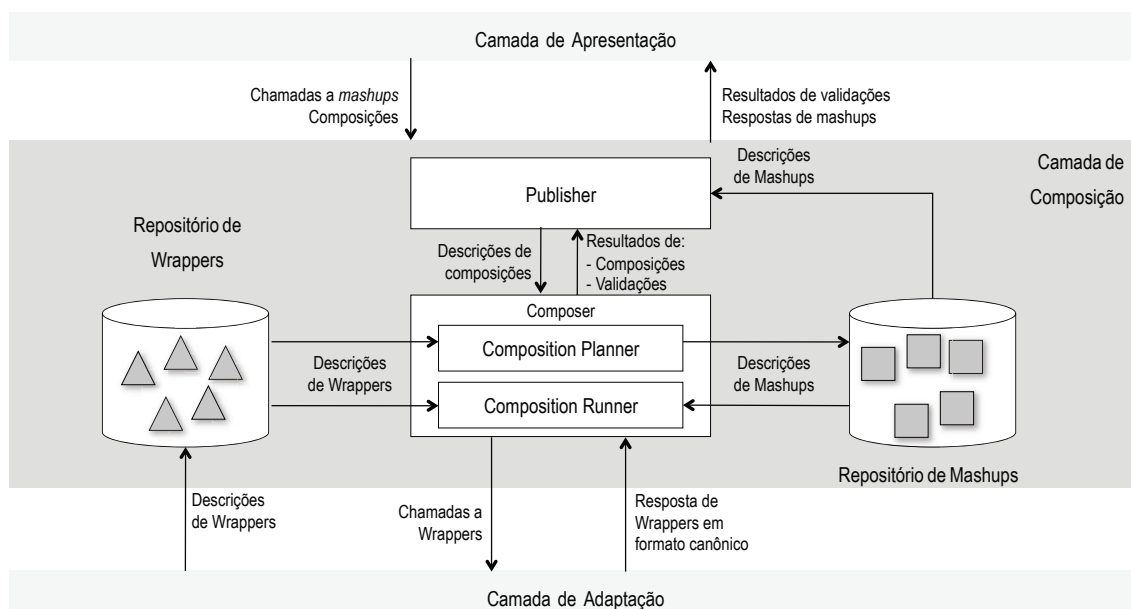 Camada de Apresentação
Chamadas a mashups
Composições
Resultados de validações
Respostas de mashups
Descrições
de Mashups
Camada de
Composição
Publisher
Repositório de
Wrappers
Descrições de
composições
Resultados de:
- Composições
- Validações
Composer
Composition Planner
Descrições
de Wrappers
Descrições
de Mashups
Composition Runner
Repositório de Mashups
Descrições
de Wrappers
Chamadas a
Wrappers
Resposta de
Wrappers em
formato canônico
Camada de Adaptação